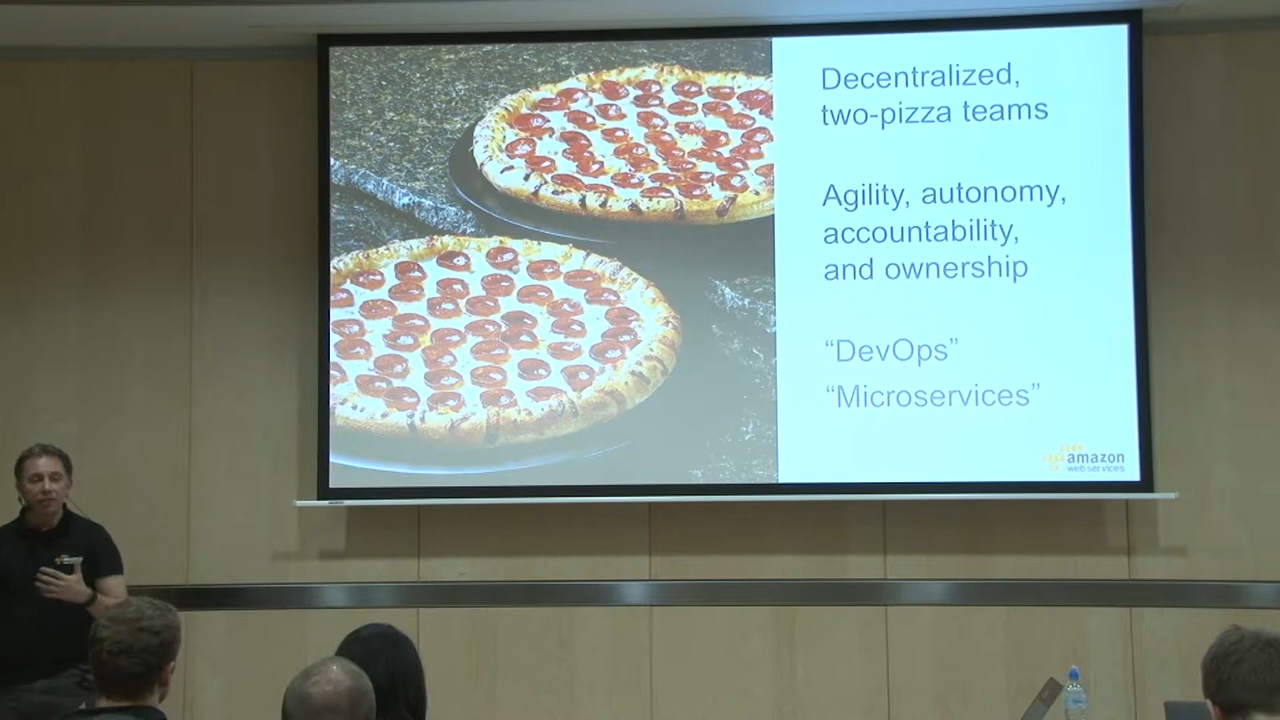 Decentralized,
two-pizza teams
Agility, autonomy,
accountability,
and ownership
“DevOps”
“Microservices”
amazon
web services